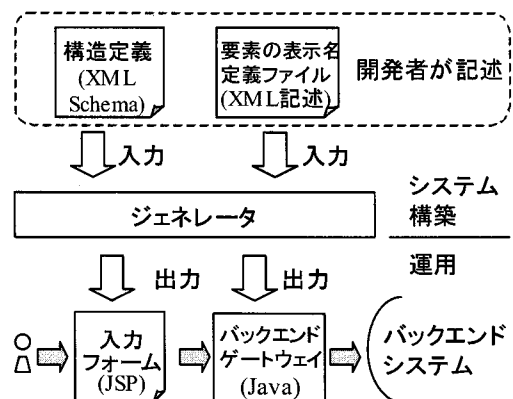 構造定義
(XML
Schema)
要素の表示名
定義ファイル
(XML記述)
開発者が記述
入力
入力
ジェネレータ
システム
構築
運用
出力
出力
入力
フォーム
(JSP)
バックエンド
ゲートウェイ
(Java)
バックエンド
システム